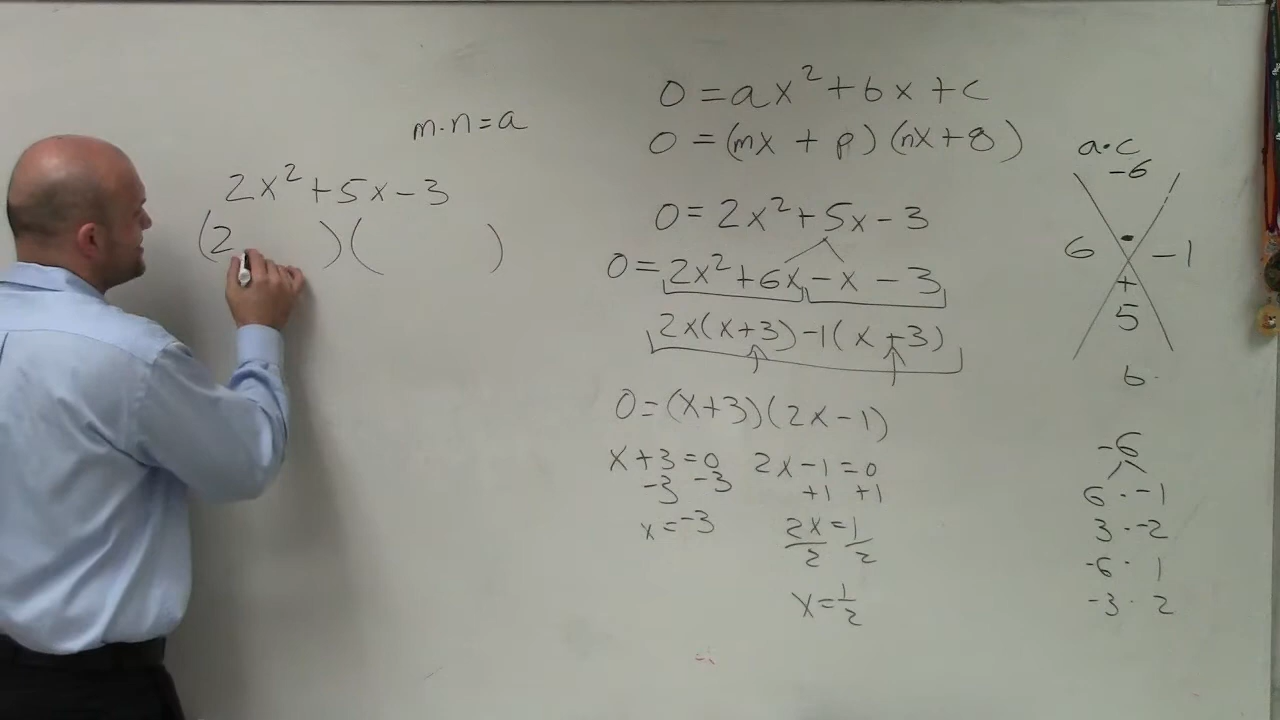 m·n=a
2x²+5x-3
(2 )( )
0=ax²+bx+c
0=(mx+p)(nx+8)
0=2x²+5x-3
0=2x²+6x-x-3
2x(x+3)-1(x+3)
0=(x+3)(2x-1)
x+3=0 2x-1=0
-3 -3 +1 +1
x=-3 2x=1
2 2
x=1/2
a·c
-6
6 · -1
+
5
b
-6
6 · -1
3 · -2
-6 · 1
-3 · 2